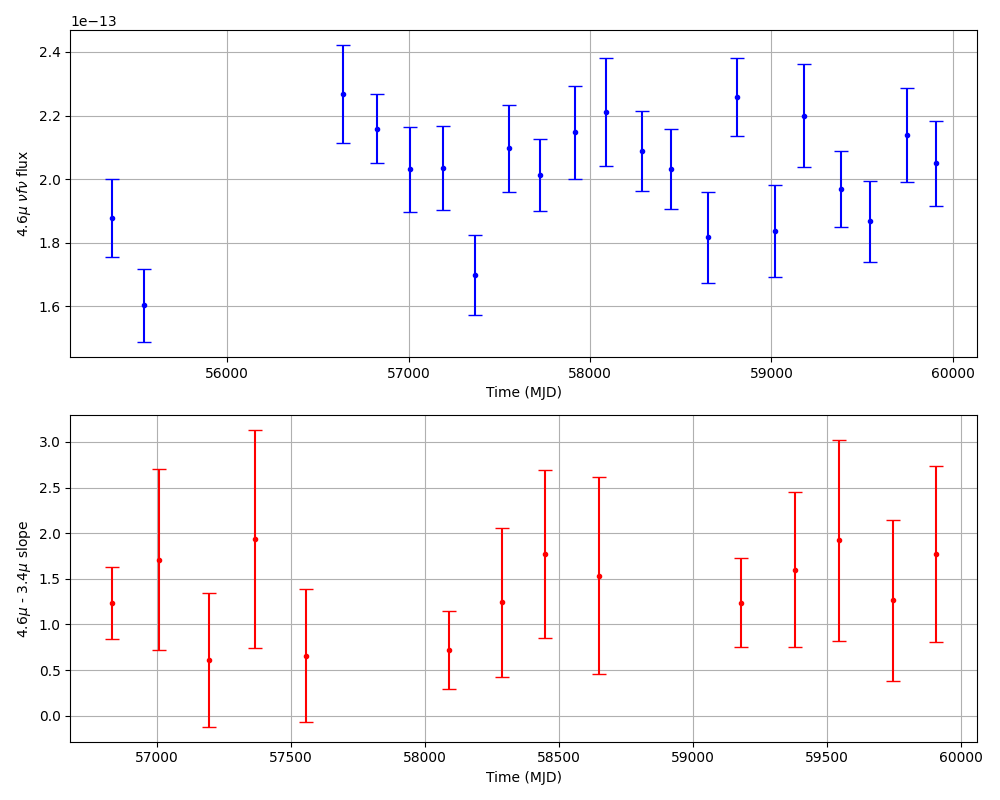 1e−13
2.4
2.2
2.0
1.8
1.6
4.6μ νfν flux
56000 57000 58000 59000 60000
Time (MJD)
3.0
2.5
2.0
1.5
1.0
0.5
0.0
4.6μ - 3.4μ slope
57000 57500 58000 58500 59000 59500 60000
Time (MJD)